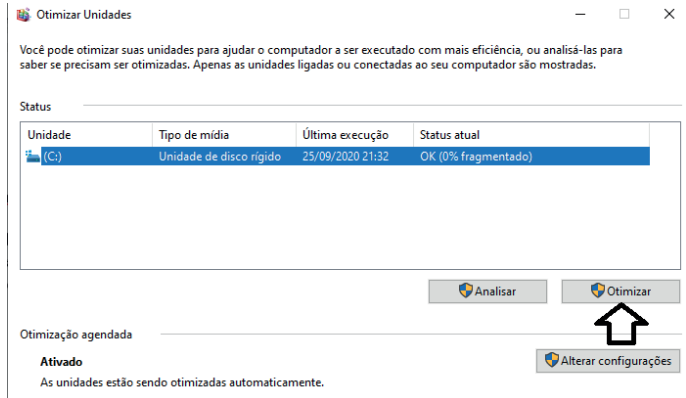 Otimizar Unidades
Você pode otimizar suas unidades para ajudar o computador a ser executado com mais eficiência, ou analisá-las para
saber se precisam ser otimizadas. Apenas as unidades ligadas ou conectadas ao seu computador são mostradas.
Status
Unidade Tipo de mídia Última execução Status atual
(C:) Unidade de disco rígido 25/09/2020 21:32 OK (0% fragmentado)
Analisar Otimizar
Otimização agendada
Ativado Alterar configurações
As unidades estão sendo otimizadas automaticamente.